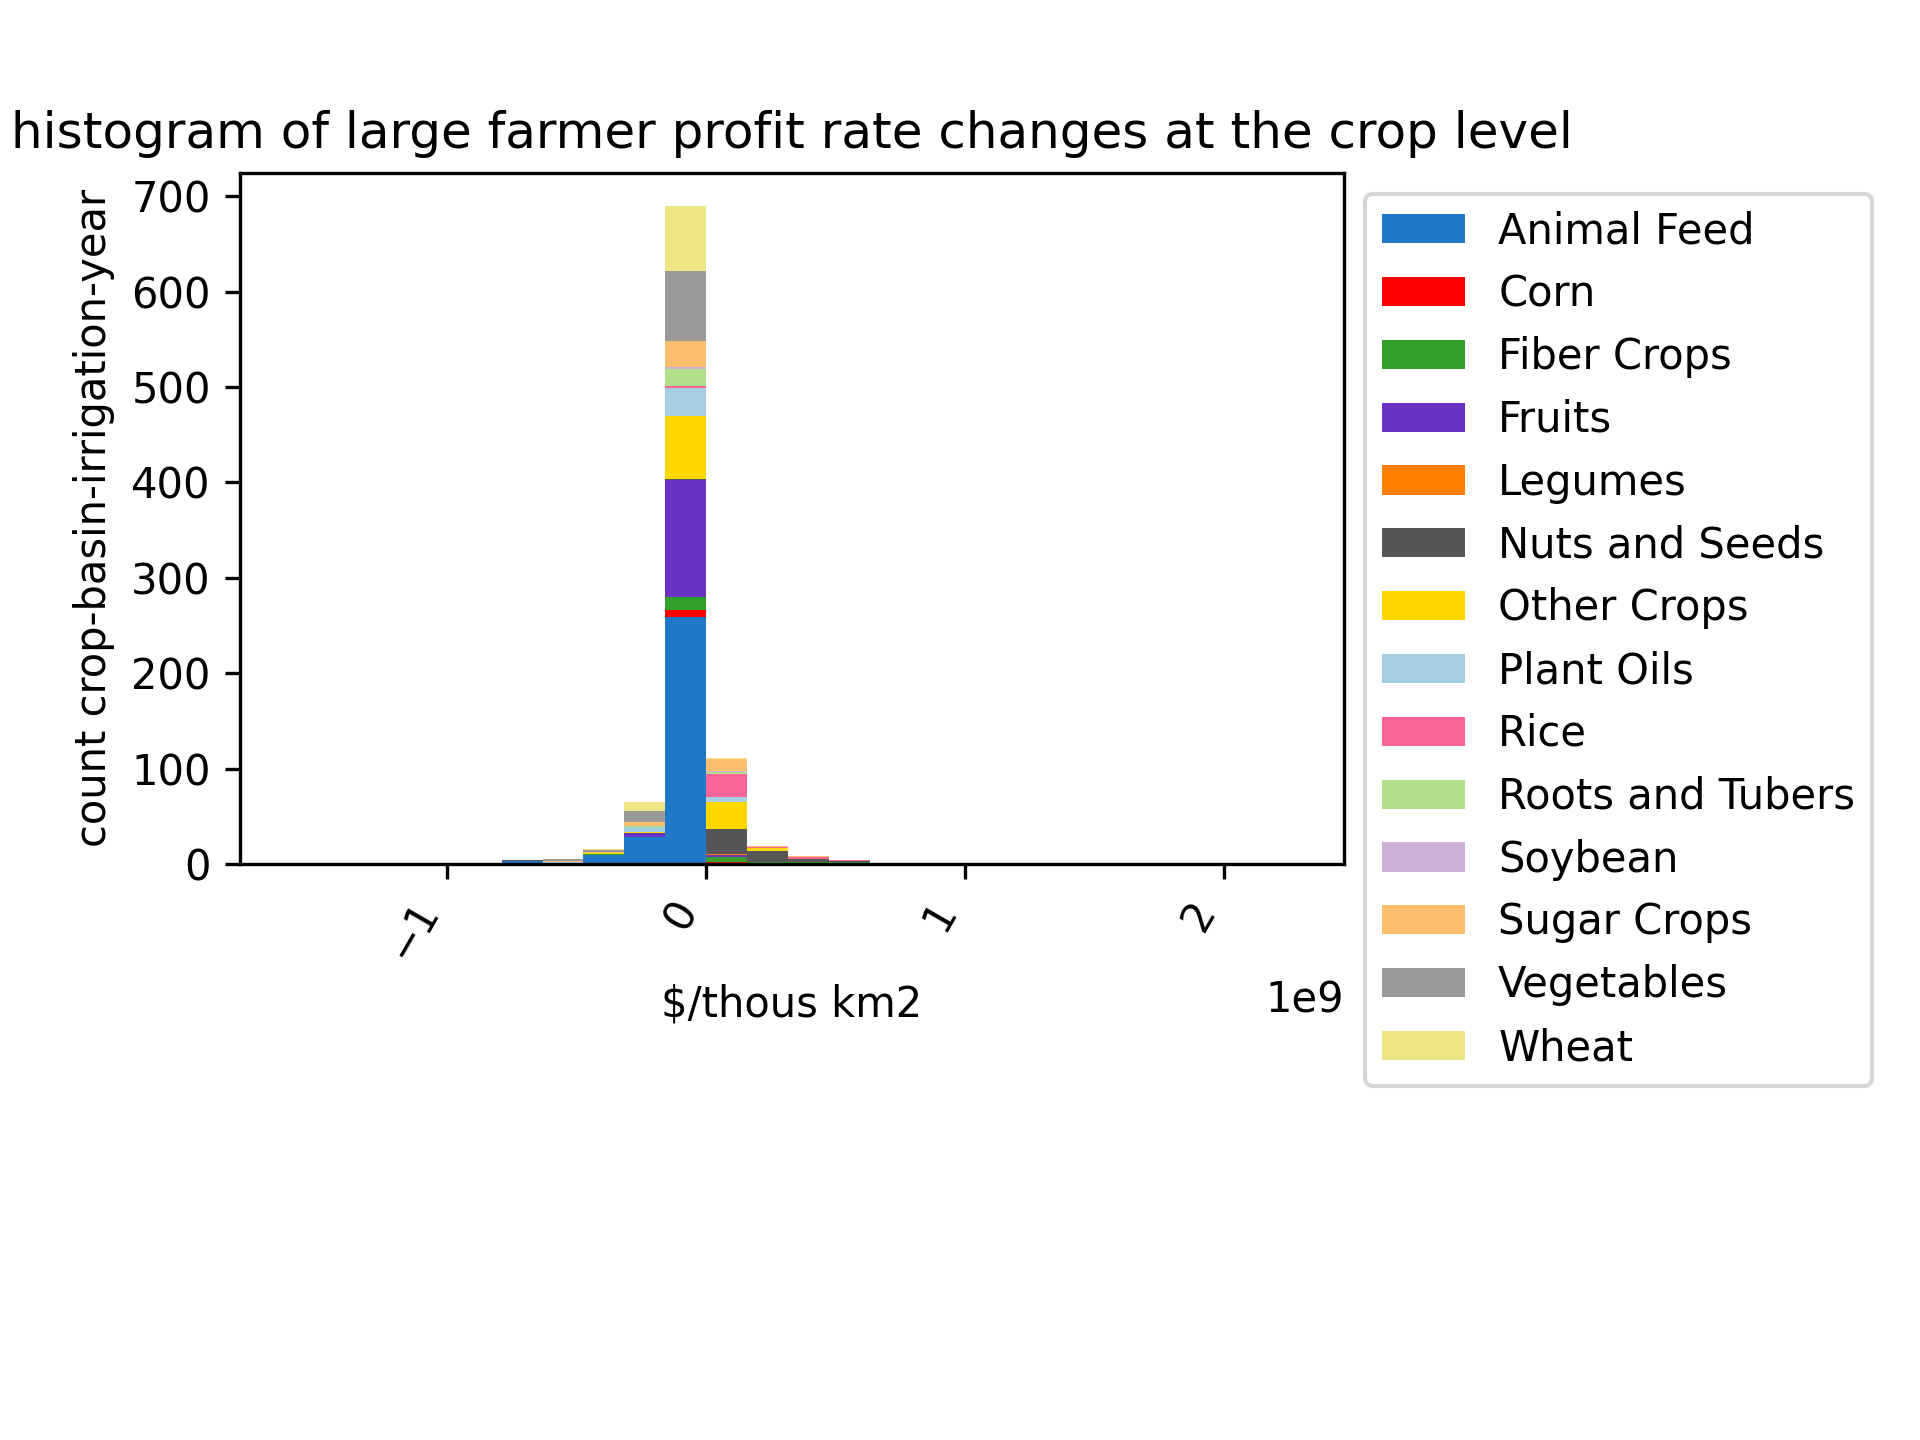 histogram of large farmer profit rate changes at the crop level
count crop-basin-irrigation-year
700
600
500
400
300
200
100
0
−1
0
1
2
$/thous km2
1e9
Animal Feed
Corn
Fiber Crops
Fruits
Legumes
Nuts and Seeds
Other Crops
Plant Oils
Rice
Roots and Tubers
Soybean
Sugar Crops
Vegetables
Wheat